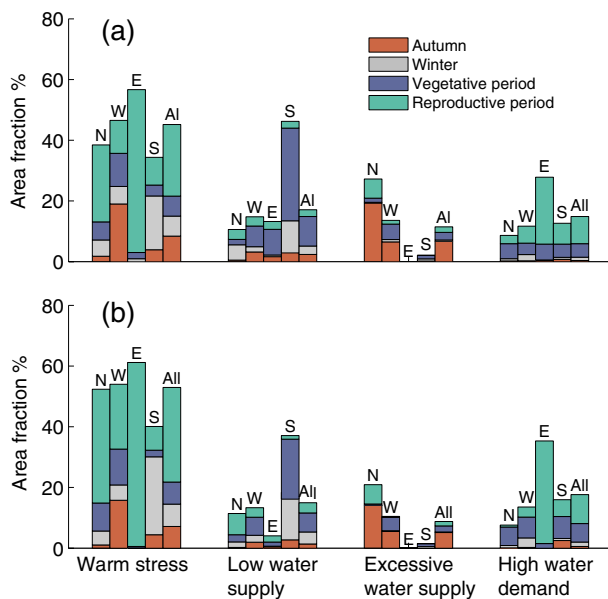 80
(a)
Autumn
Winter
Vegetative period
Reproductive period
60
40
20
0
Area fraction %
N W E S Al
N W E S Al
N W E S Al
N W E S All
80
(b)
60
40
20
0
Area fraction %
N W E S All
N W E S All
N W E S All
N W E S All
Warm stress
Low water
supply
Excessive
water supply
High water
demand